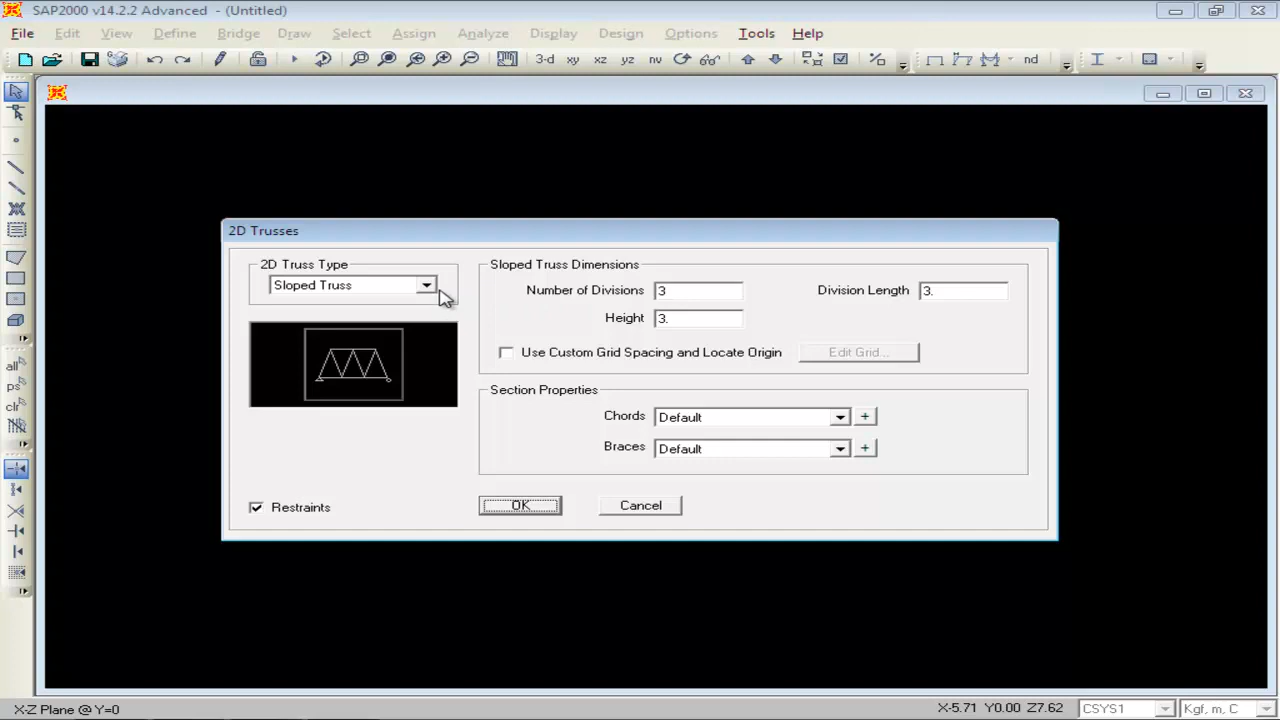 SAP2000 v14.2.2 Advanced - (Untitled)
File Edit View Define Bridge Draw Select Assign Analyze Display Design Options Tools Help
3-d xy xz yz nv nd
2D Trusses
2D Truss Type
Sloped Truss
Sloped Truss Dimensions
Number of Divisions 3 Division Length 3.
Height 3.
Use Custom Grid Spacing and Locate Origin Edit Grid...
Section Properties
Chords Default +
Braces Default +
Restraints OK Cancel
all
ps
clr
X-Z Plane @ Y=0 X-5.71 Y0.00 Z7.62 CSYS1 Kgf, m, C